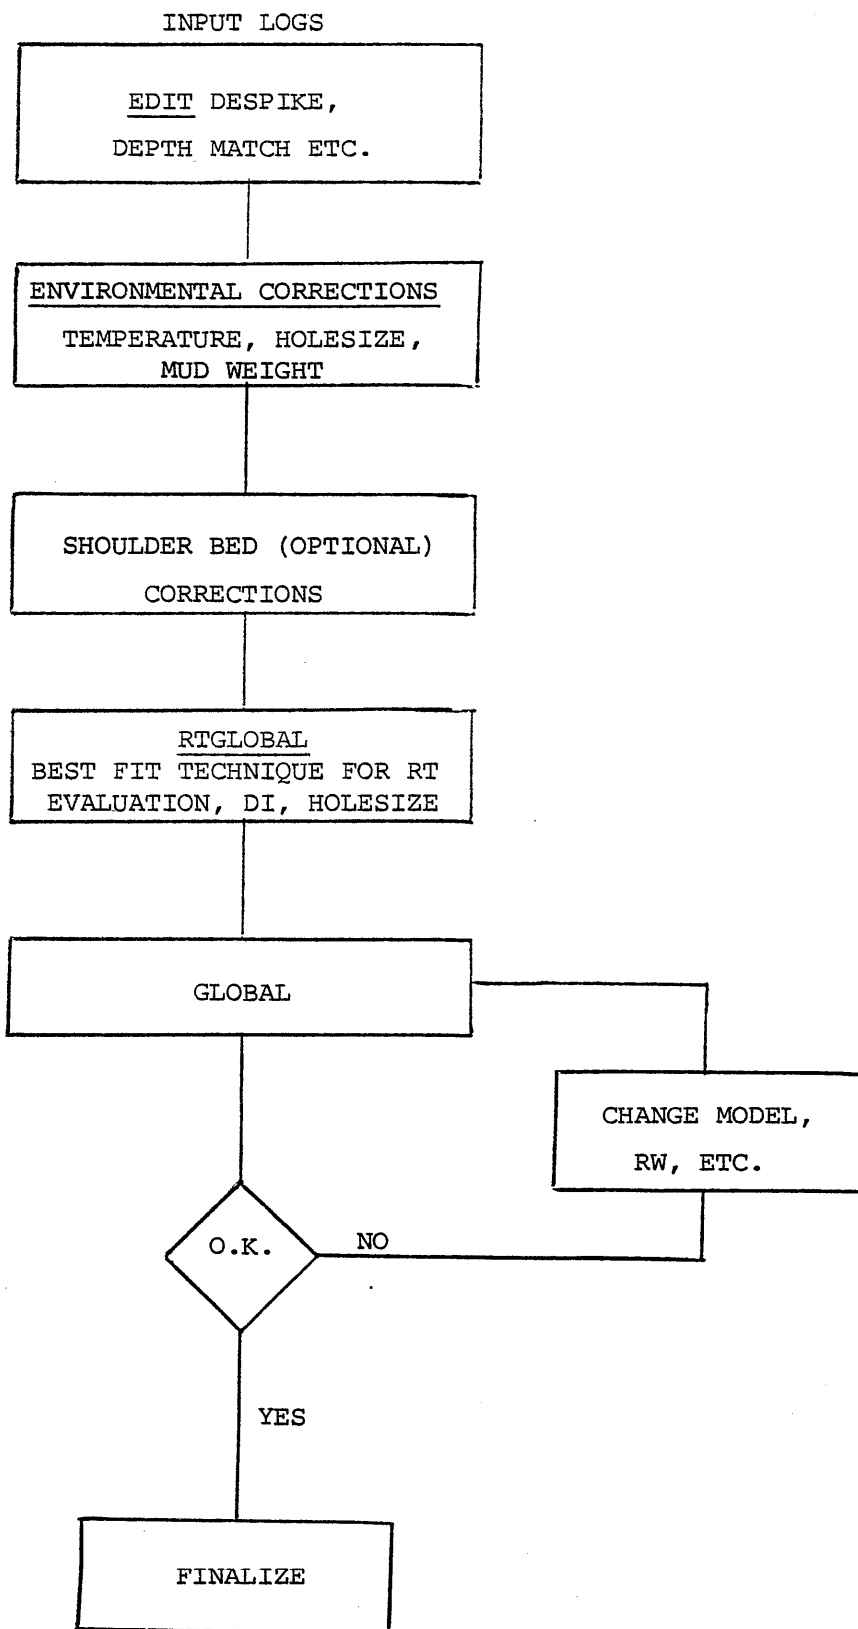 INPUT LOGS
EDIT DESPIKE,
DEPTH MATCH ETC.
ENVIRONMENTAL CORRECTIONS
TEMPERATURE, HOLESIZE,
MUD WEIGHT
SHOULDER BED (OPTIONAL)
CORRECTIONS
RTGLOBAL
BEST FIT TECHNIQUE FOR RT
EVALUATION, DI, HOLESIZE
GLOBAL
CHANGE MODEL,
RW, ETC.
O.K.
NO
YES
FINALIZE